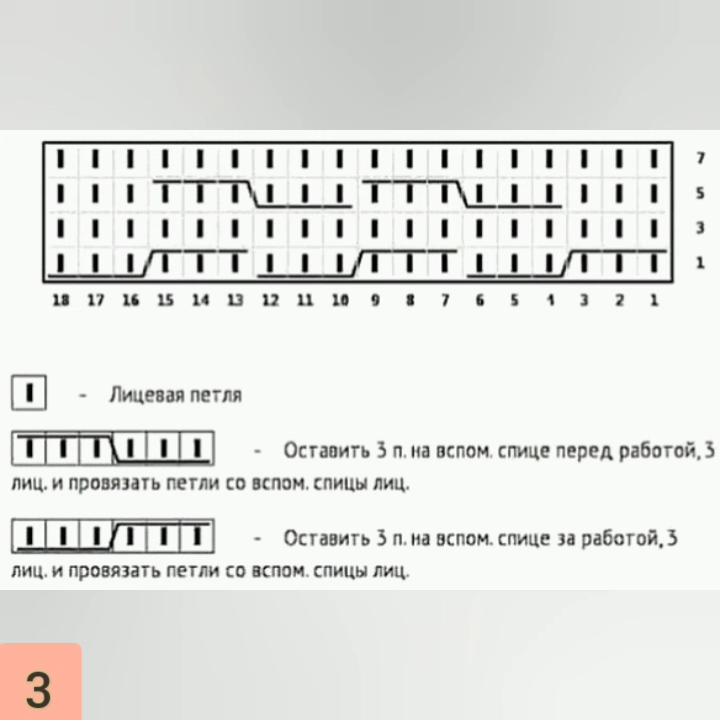 7
5
3
1
18 17 16 15 14 13 12 11 10 9 8 7 6 5 4 3 2 1
- Лицевая петля
- Оставить 3 п. на вспом. спице перед работой, 3
лиц. и провязать петли со вспом. спицы лиц.
- Оставить 3 п. на вспом. спице за работой, 3
лиц. и провязать петли со вспом. спицы лиц.
3